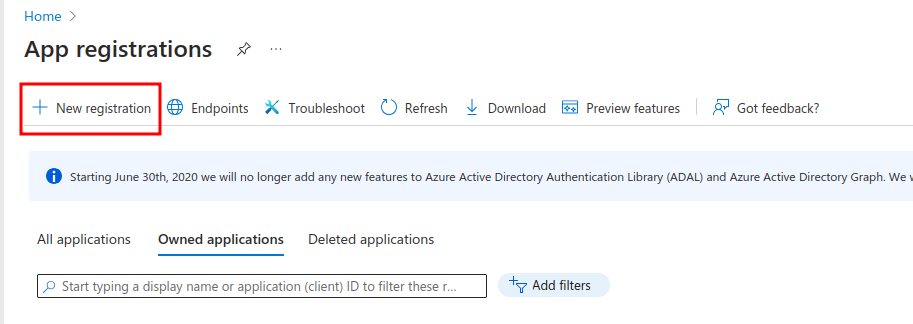 Home
App registrations
New registration Endpoints Troubleshoot Refresh Download Preview features Got feedback?
Starting June 30th, 2020 we will no longer add any new features to Azure Active Directory Authentication Library (ADAL) and Azure Active Directory Graph. We
All applications Owned applications Deleted applications
Start typing a display name or application (client) ID to filter these r... Add filters